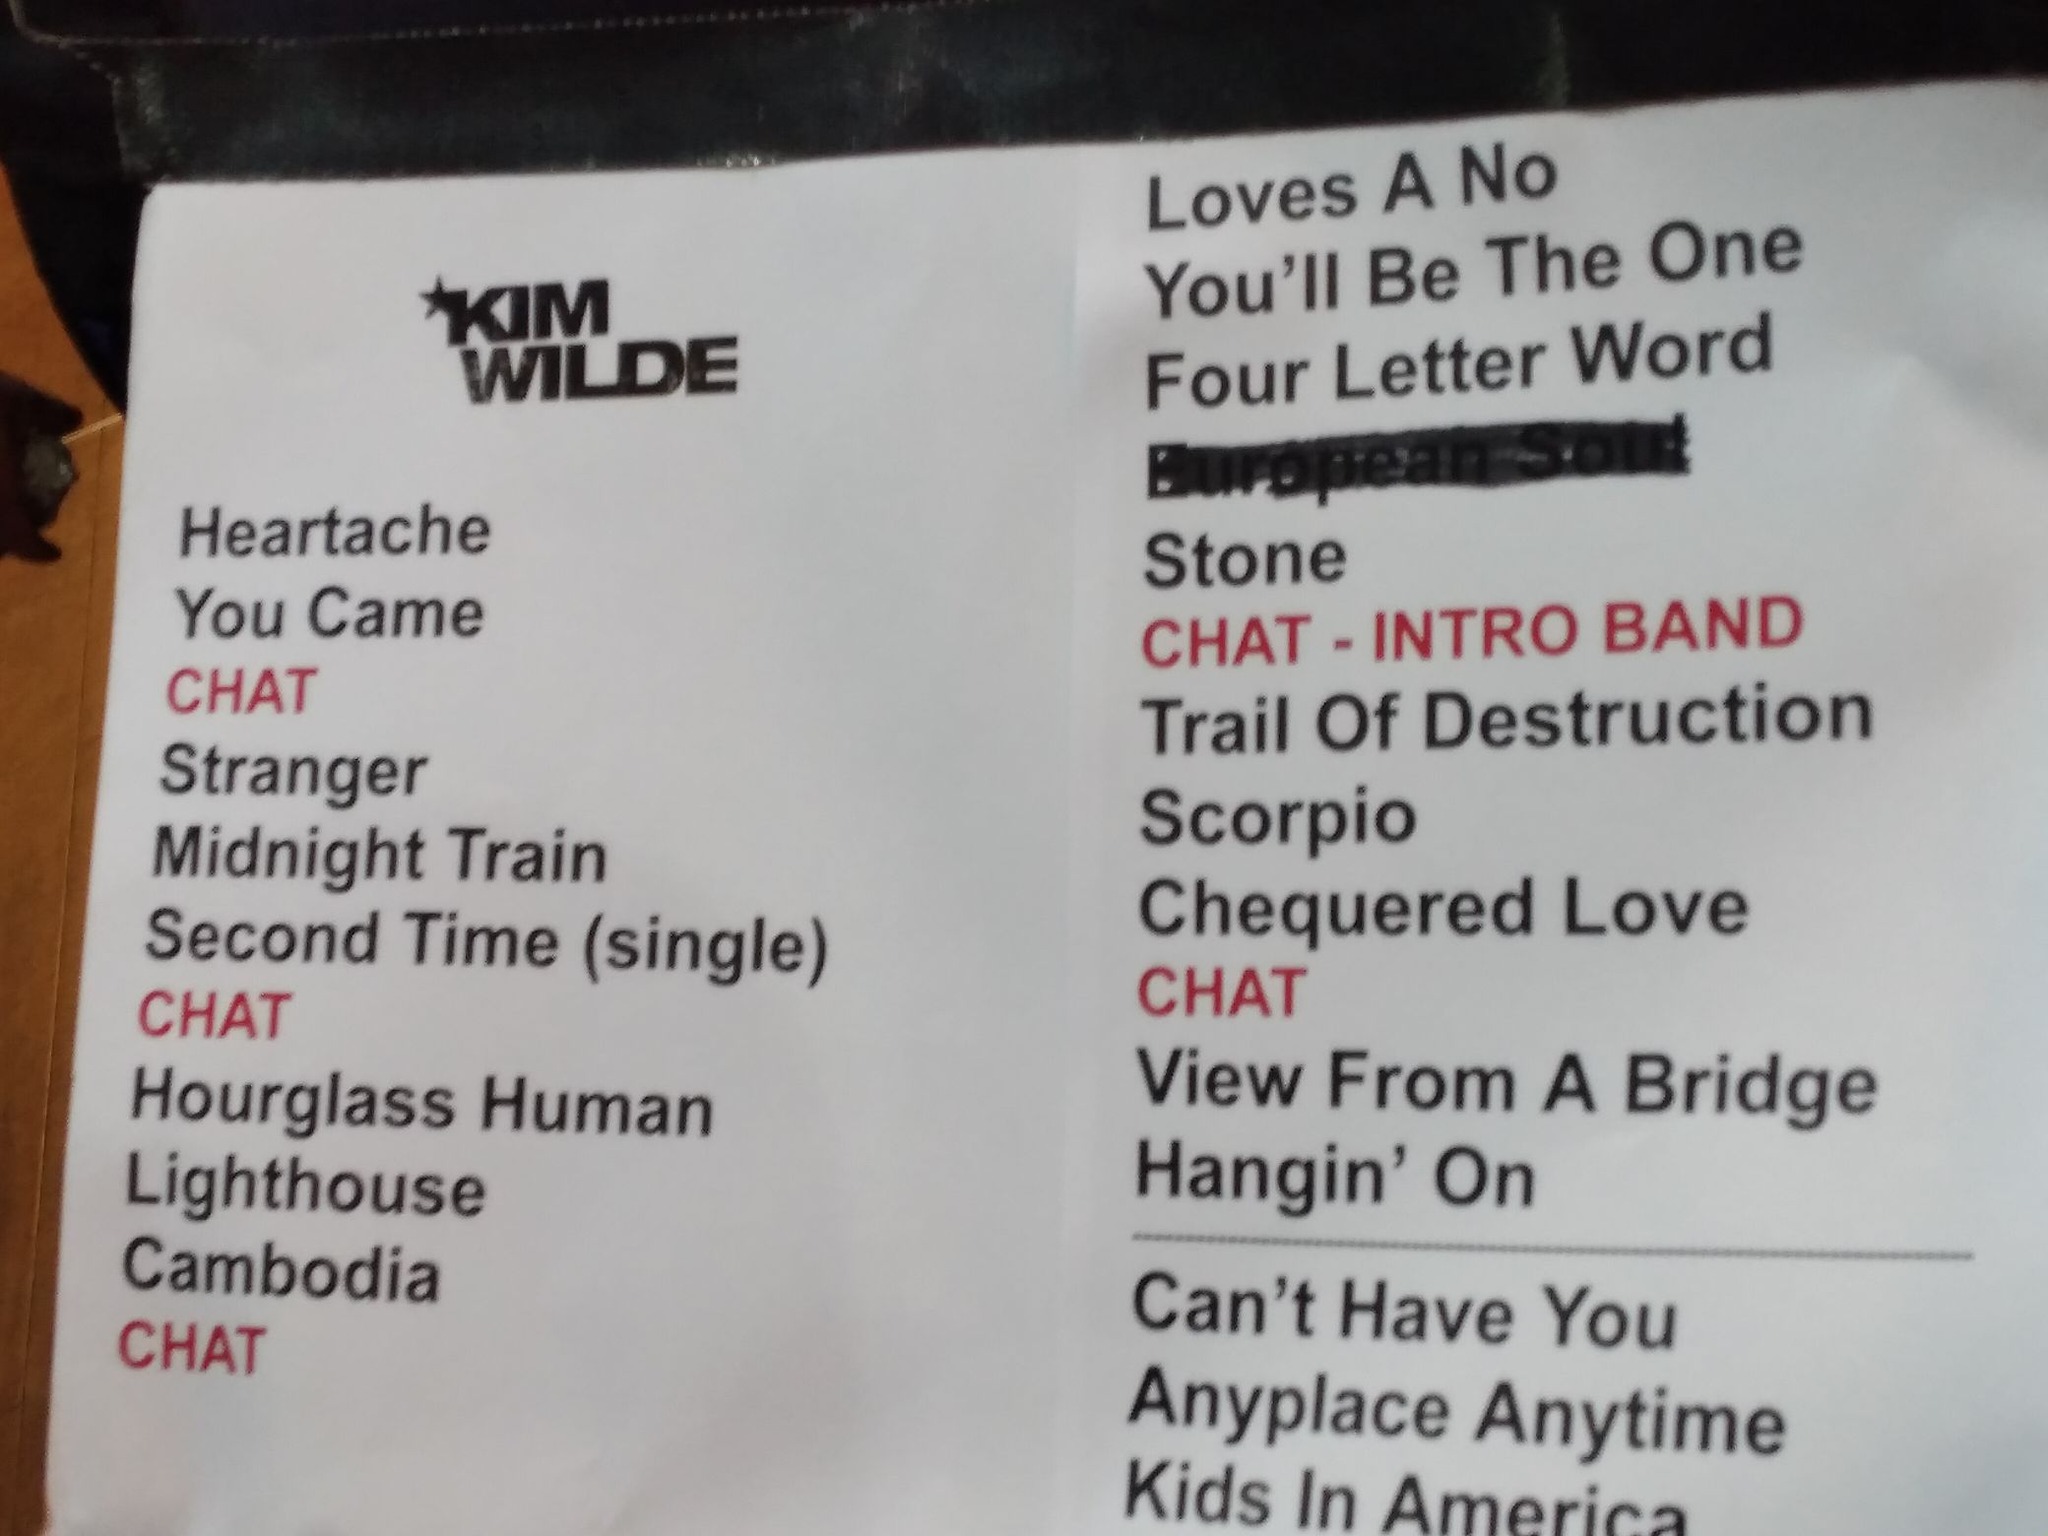 KIM
WILDE
Heartache
You Came
CHAT
Stranger
Midnight Train
Second Time (single)
CHAT
Hourglass Human
Lighthouse
Cambodia
CHAT
Loves A No
You'll Be The One
Four Letter Word
European Soul
Stone
CHAT - INTRO BAND
Trail Of Destruction
Scorpio
Chequered Love
CHAT
View From A Bridge
Hangin' On
Can't Have You
Anyplace Anytime
Kids In America